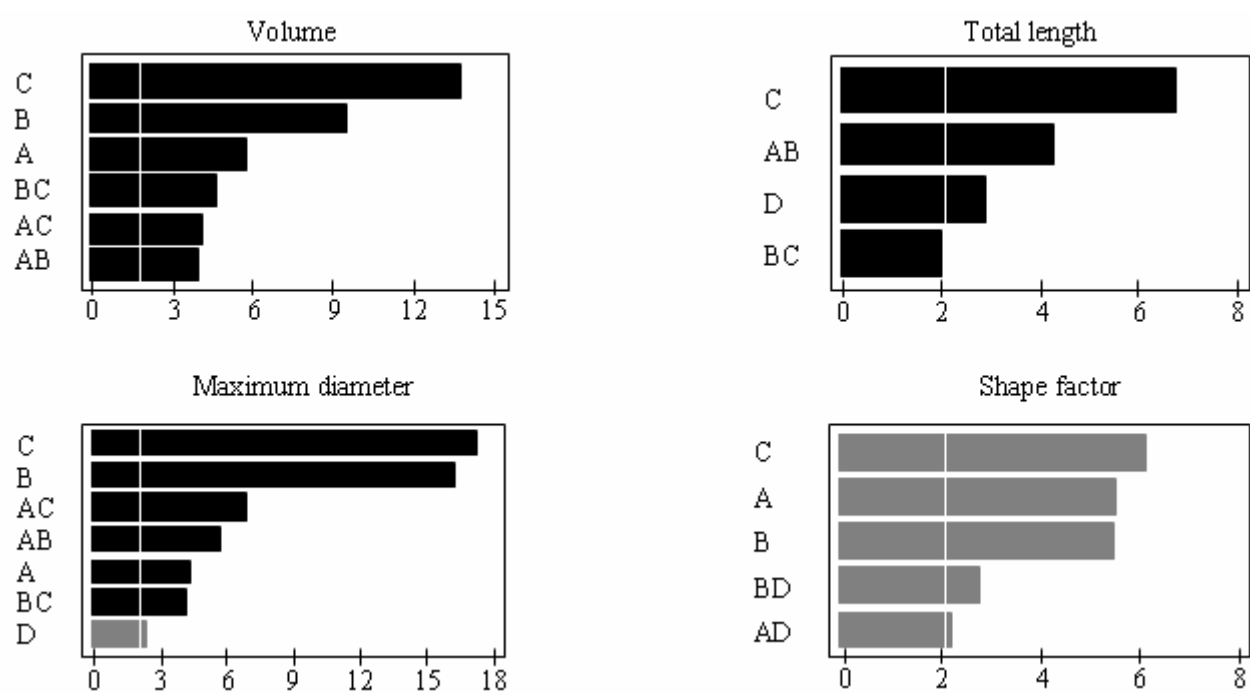 Volume
C
B
A
BC
AC
AB
0 3 6 9 12 15
Total length
C
AB
D
BC
0 2 4 6 8
Maximum diameter
C
B
AC
AB
A
BC
D
0 3 6 9 12 15 18
Shape factor
C
A
B
BD
AD
0 2 4 6 8